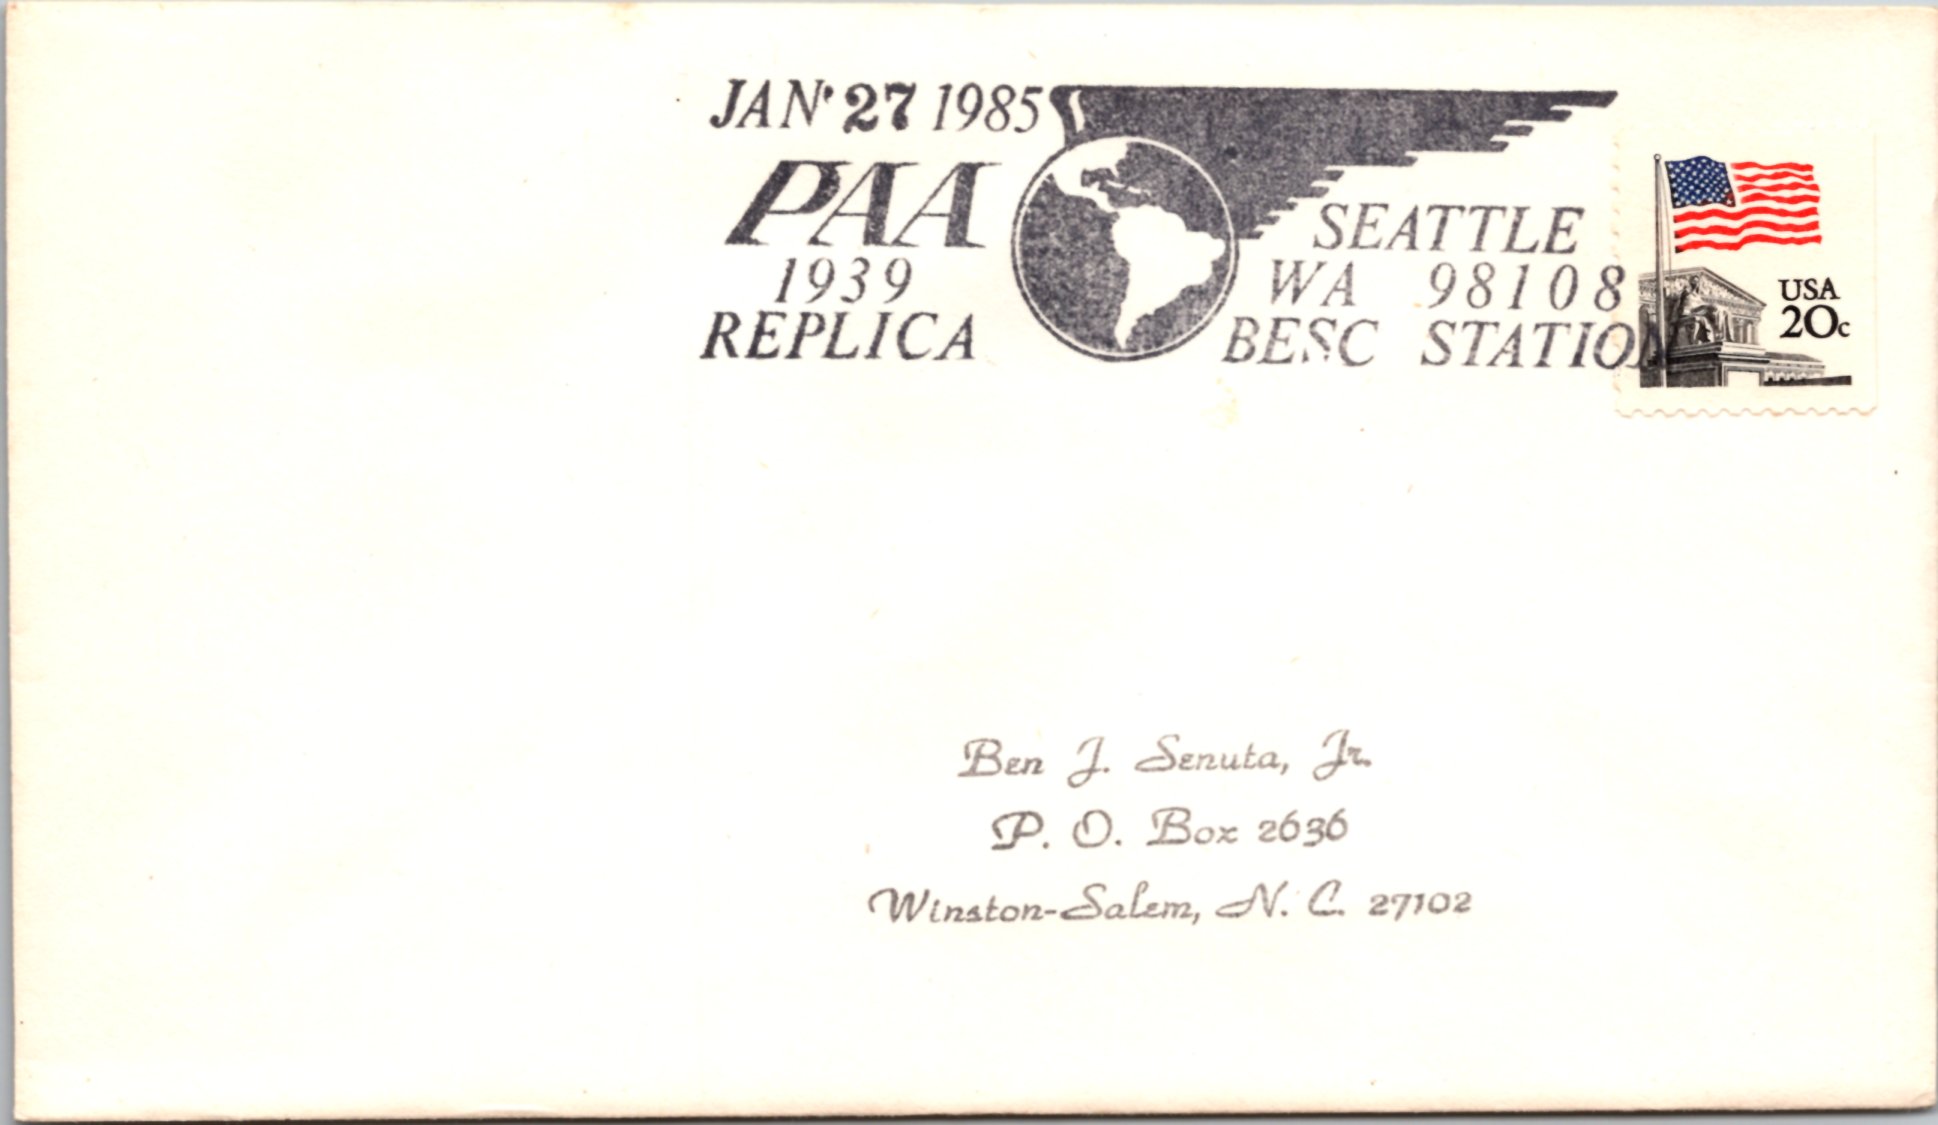 JAN 27 1985
PAA
1939
REPLICA
SEATTLE
WA 98108
BESC STATION
USA
20c
Ben J. Senuta, Jr.
P. O. Box 2636
Winston-Salem, N. C. 27102